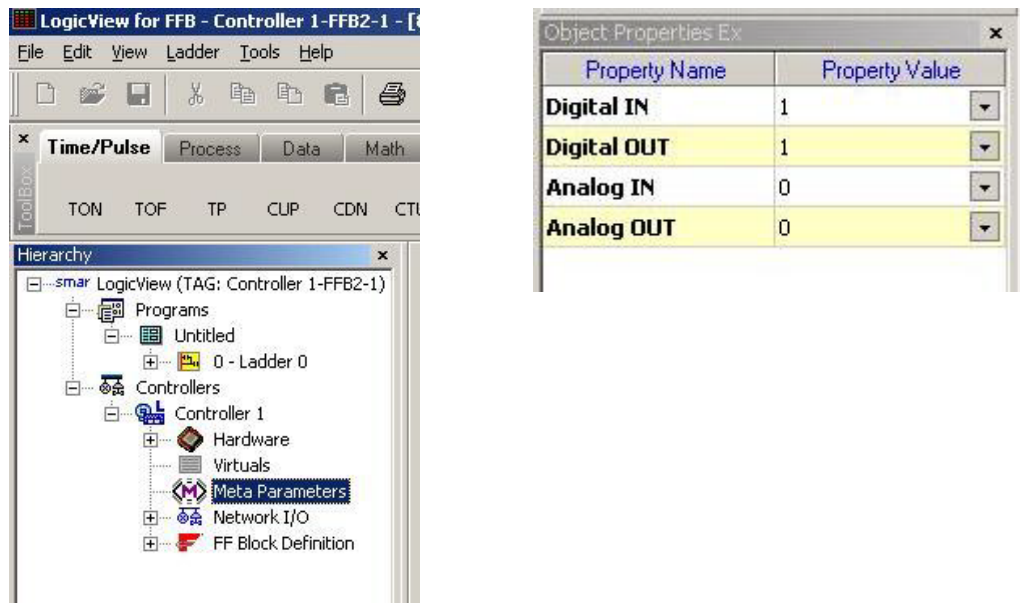 LogicView for FFB - Controller 1-FFB2-1 - [
File Edit View Ladder Tools Help
Time/Pulse Process Data Math
ToolBox
TON TOF TP CUP CDN CTU
Hierarchy
smar LogicView (TAG: Controller 1-FFB2-1)
Programs
Untitled
0 - Ladder 0
Controllers
Controller 1
Hardware
Virtuals
Meta Parameters
Network I/O
FF Block Definition
Object Properties Ex
Property Name Property Value
Digital IN 1
Digital OUT 1
Analog IN 0
Analog OUT 0